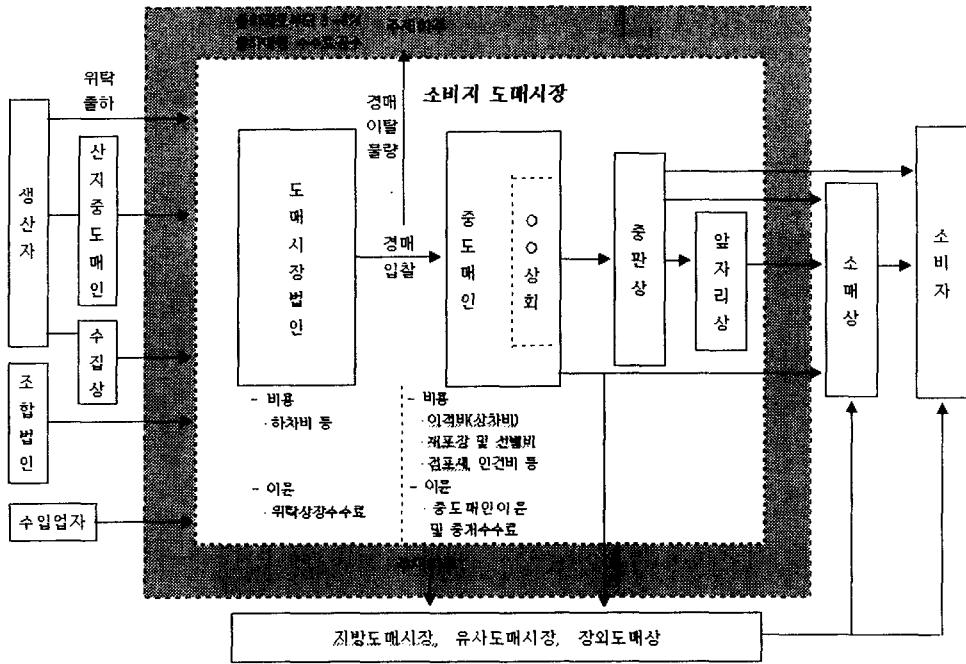 위탁
출하
생산자
산지중도매인
수집상
조합법인
수입업자
소비지 도매시장
경매
이탈
물량
도매시장법인
경매
입찰
중도매인
○○상회
중판상
앞자리상
소매상
소비자
- 비용
· 하차비 등
- 이윤
· 위탁상장수수료
- 비용
· 이적비(상차비)
· 재포장 및 선별비
· 점포세, 인건비 등
- 이윤
· 중도매인이윤
및 중개수수료
지방도매시장, 유사도매시장, 장외도매상